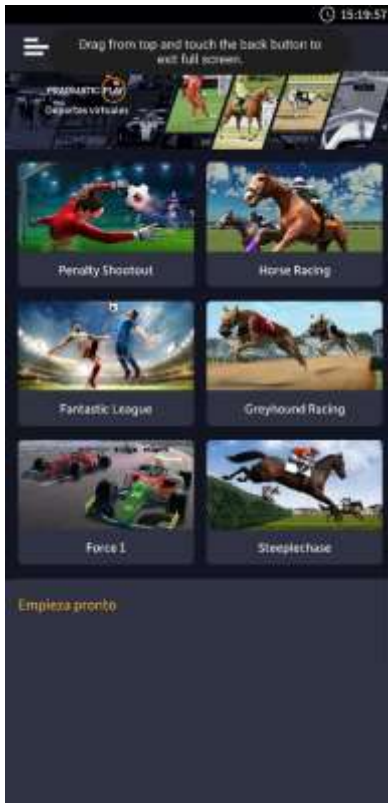 15:19:57
Drag from top and touch the back button to
exit full screen.
PRAGMATIC PLAY
Deportes virtuales
Penalty Shootout
Horse Racing
Fantastic League
Greyhound Racing
Force 1
Steeplechase
Empieza pronto